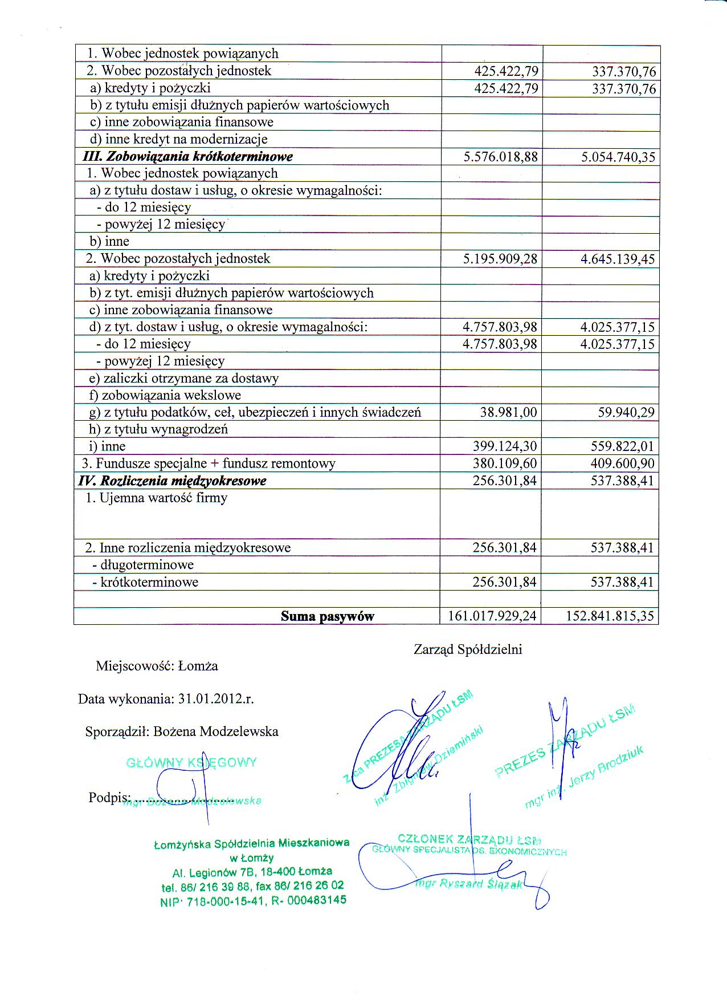 1. Wobec jednostek powiązanych
2. Wobec pozostałych jednostek 425.422,79 337.370,76
a) kredyty i pożyczki 425.422,79 337.370,76
b) z tytułu emisji dłużnych papierów wartościowych
c) inne zobowiązania finansowe
d) inne kredyt na modernizacje
III. Zobowiązania krótkoterminowe 5.576.018,88 5.054.740,35
1. Wobec jednostek powiązanych
a) z tytułu dostaw i usług, o okresie wymagalności:
- do 12 miesięcy
- powyżej 12 miesięcy
b) inne
2. Wobec pozostałych jednostek 5.195.909,28 4.645.139,45
a) kredyty i pożyczki
b) z tyt. emisji dłużnych papierów wartościowych
c) inne zobowiązania finansowe
d) z tyt. dostaw i usług, o okresie wymagalności: 4.757.803,98 4.025.377,15
- do 12 miesięcy 4.757.803,98 4.025.377,15
- powyżej 12 miesięcy
e) zaliczki otrzymane za dostawy
f) zobowiązania wekslowe
g) z tytułu podatków, ceł, ubezpieczeń i innych świadczeń 38.981,00 59.940,29
h) z tytułu wynagrodzeń
i) inne 399.124,30 559.822,01
3. Fundusze specjalne + fundusz remontowy 380.109,60 409.600,90
IV. Rozliczenia międzyokresowe 256.301,84 537.388,41
1. Ujemna wartość firmy
2. Inne rozliczenia międzyokresowe 256.301,84 537.388,41
- długoterminowe
- krótkoterminowe 256.301,84 537.388,41
Suma pasywów 161.017.929,24 152.841.815,35
Zarząd Spółdzielni
Miejscowość: Łomża
Data wykonania: 31.01.2012.r.
Sporządził: Bożena Modzelewska
GŁÓWNY KSIĘGOWY
Podpis:..............................
mgr Bożena Modzelewska
Z-ca PREZESA ZARZĄDU ŁSM
inż. Zbigniew Dziemiński
PREZES ZARZĄDU ŁSM
mgr inż. Jerzy Brodziuk
Łomżyńska Spółdzielnia Mieszkaniowa
w Łomży
Al. Legionów 7B, 18-400 Łomża
tel. 86/ 216 39 88, fax 86/ 216 26 02
NIP· 718-000-15-41, R- 000483145
CZŁONEK ZARZĄDU ŁSM
GŁÓWNY SPECJALISTA DS. EKONOMICZNYCH
mgr Ryszard Ślązak